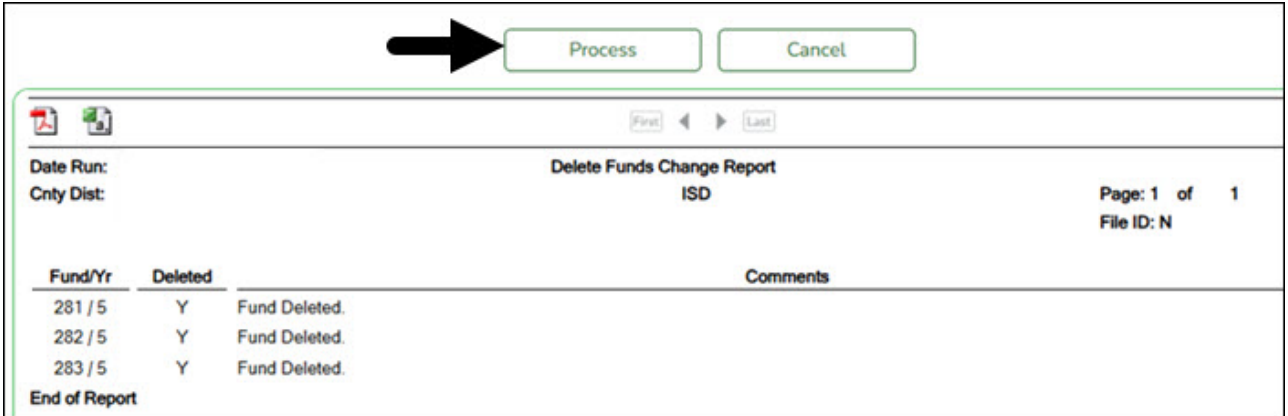 Process Cancel
First Last
Date Run: Delete Funds Change Report
Cnty Dist: ISD Page: 1 of 1
File ID: N
Fund/Yr Deleted Comments
281 / 5 Y Fund Deleted.
282 / 5 Y Fund Deleted.
283 / 5 Y Fund Deleted.
End of Report